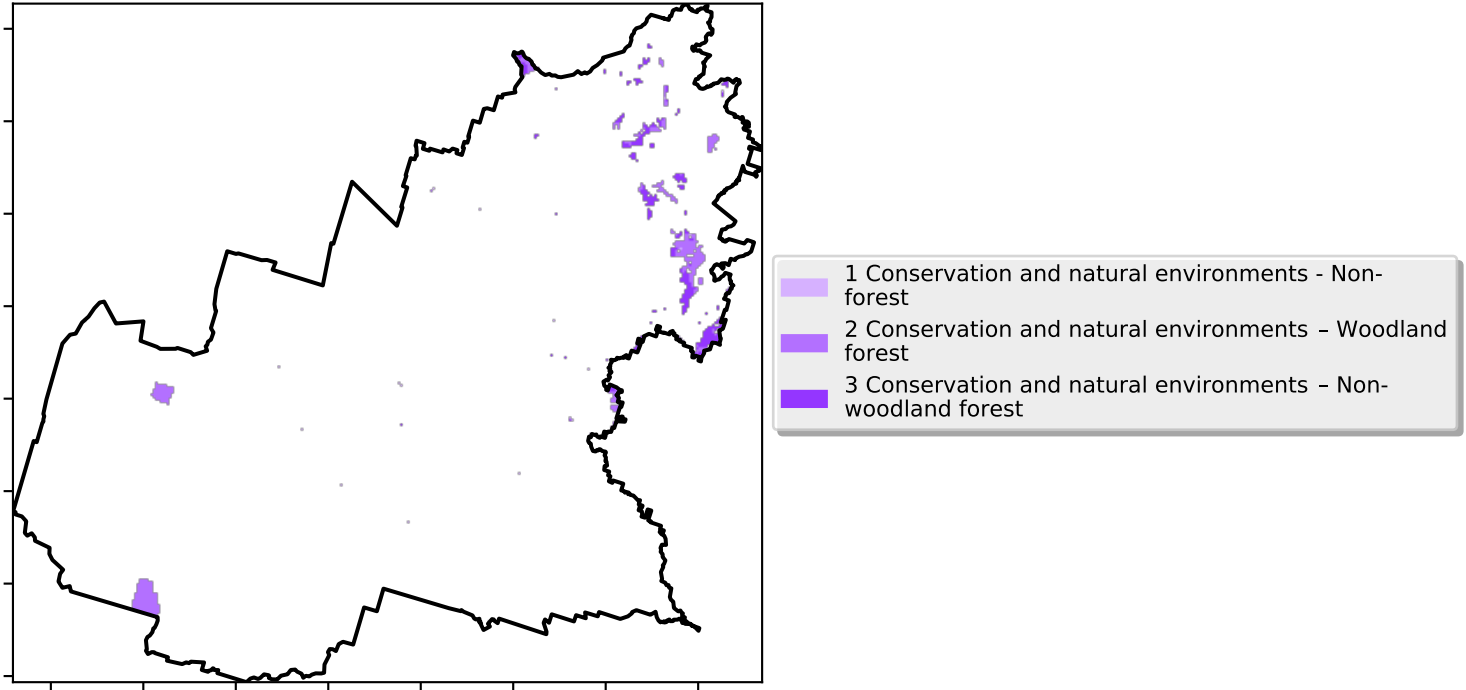 1 Conservation and natural environments - Non-
forest
2 Conservation and natural environments – Woodland
forest
3 Conservation and natural environments – Non-
woodland forest